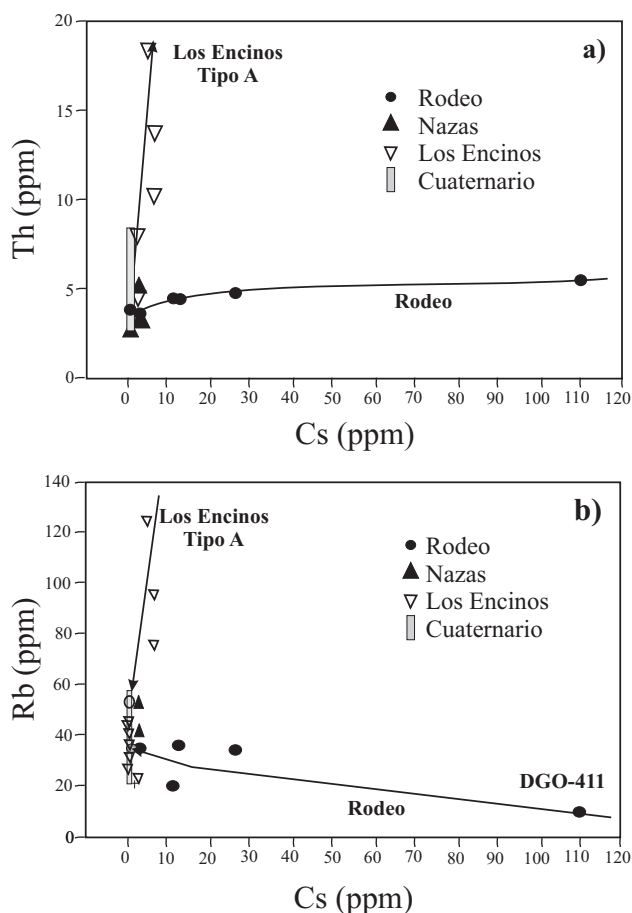 a)
Los Encinos
Tipo A
Rodeo
Nazas
Los Encinos
Cuaternario
Rodeo
Th (ppm)
20
15
10
5
0
0 10 20 30 40 50 60 70 80 90 100 110 120
Cs (ppm)
b)
Los Encinos
Tipo A
Rodeo
Nazas
Los Encinos
Cuaternario
DGO-411
Rodeo
Rb (ppm)
140
120
100
80
60
40
20
0
0 10 20 30 40 50 60 70 80 90 100 110 120
Cs (ppm)